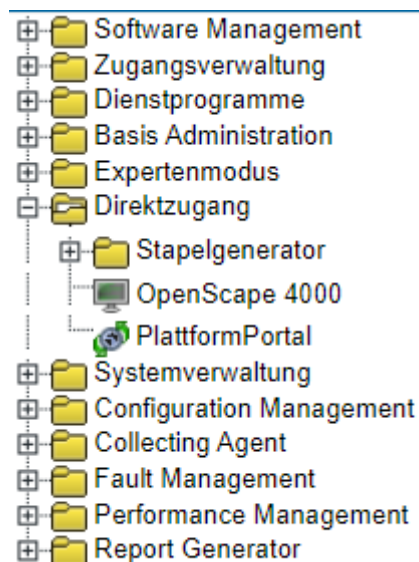 Software Management
Zugangsverwaltung
Dienstprogramme
Basis Administration
Expertenmodus
Direktzugang
Stapelgenerator
OpenScape 4000
PlattformPortal
Systemverwaltung
Configuration Management
Collecting Agent
Fault Management
Performance Management
Report Generator